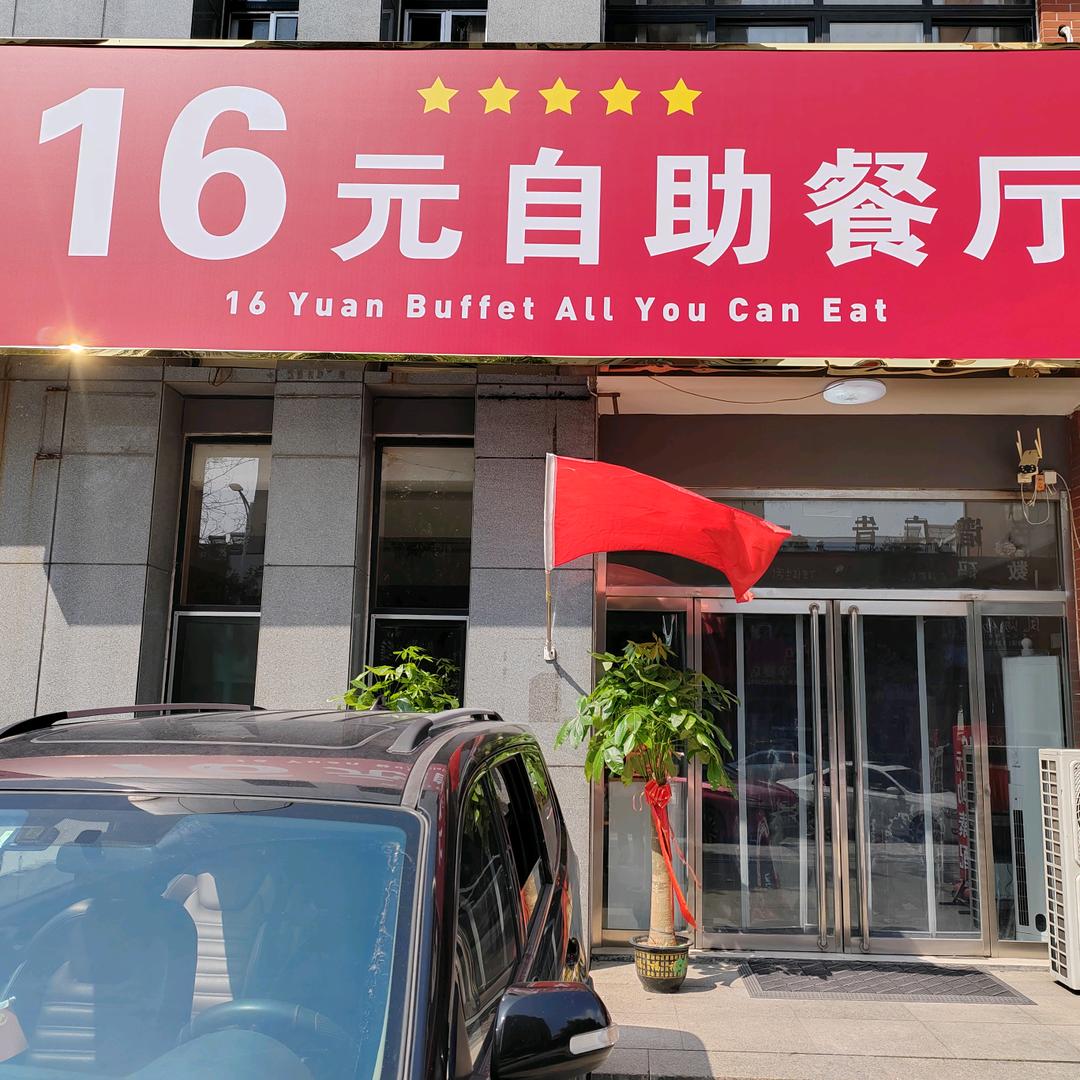 16元自助餐厅
16 Yuan Buffet All You Can Eat